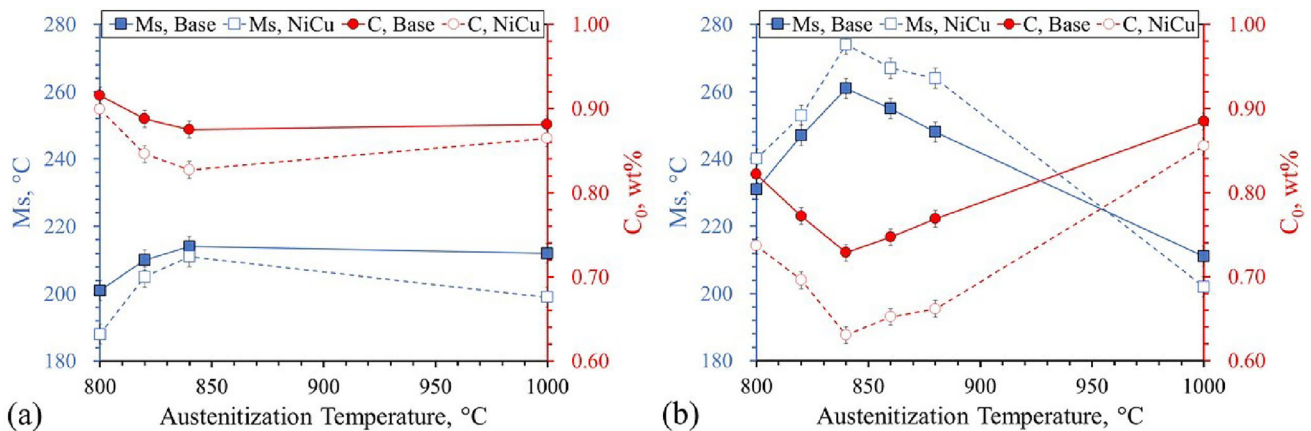 Ms, Base Ms, NiCu C, Base C, NiCu
280
260
240
220
200
180
Ms, °C
1.00
0.90
0.80
0.70
0.60
C₀, wt%
800 850 900 950 1000
Austenitization Temperature, °C
(a)
Ms, Base Ms, NiCu C, Base C, NiCu
280
260
240
220
200
180
Ms, °C
1.00
0.90
0.80
0.70
0.60
C₀, wt%
800 850 900 950 1000
Austenitization Temperature, °C
(b)